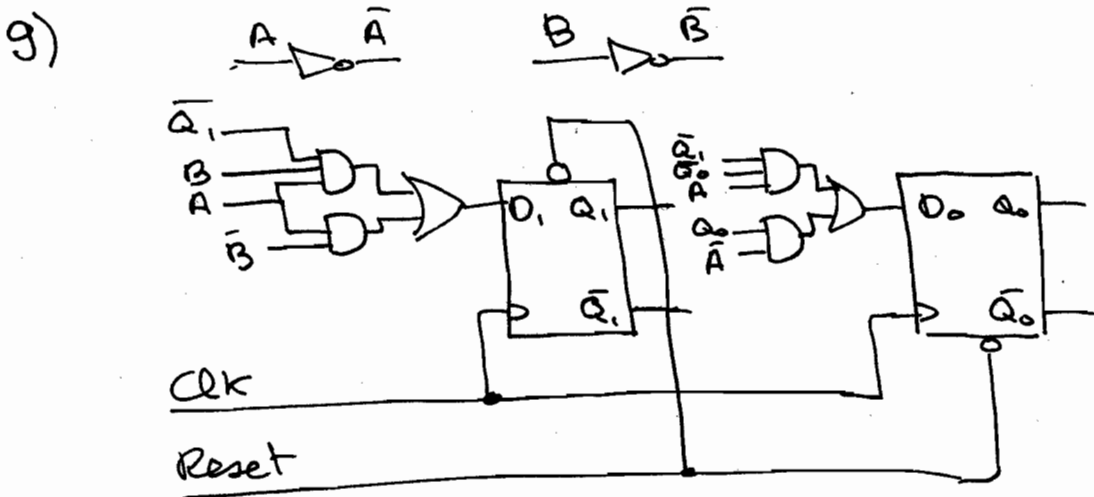 9)
A Ā B B̄
Q̄₁
B
Ā
B̄
D₁ Q₁
Q̄₁
Q̄₁
Q̄₀
A
Q₀
Ā
D₀ Q₀
Q̄₀
Clk
Reset